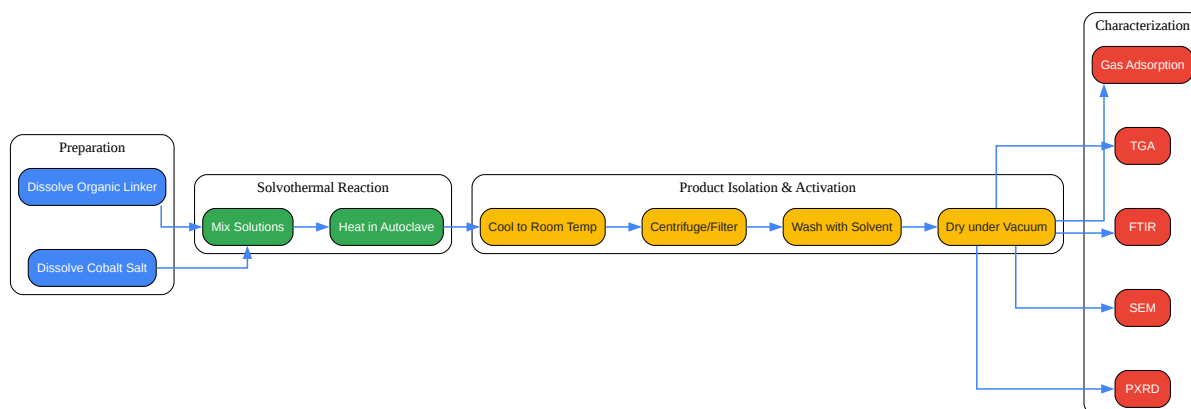 Preparation
Dissolve Organic Linker
Dissolve Cobalt Salt
Solvothermal Reaction
Mix Solutions
Heat in Autoclave
Product Isolation & Activation
Cool to Room Temp
Centrifuge/Filter
Wash with Solvent
Dry under Vacuum
Characterization
Gas Adsorption
TGA
FTIR
SEM
PXRD